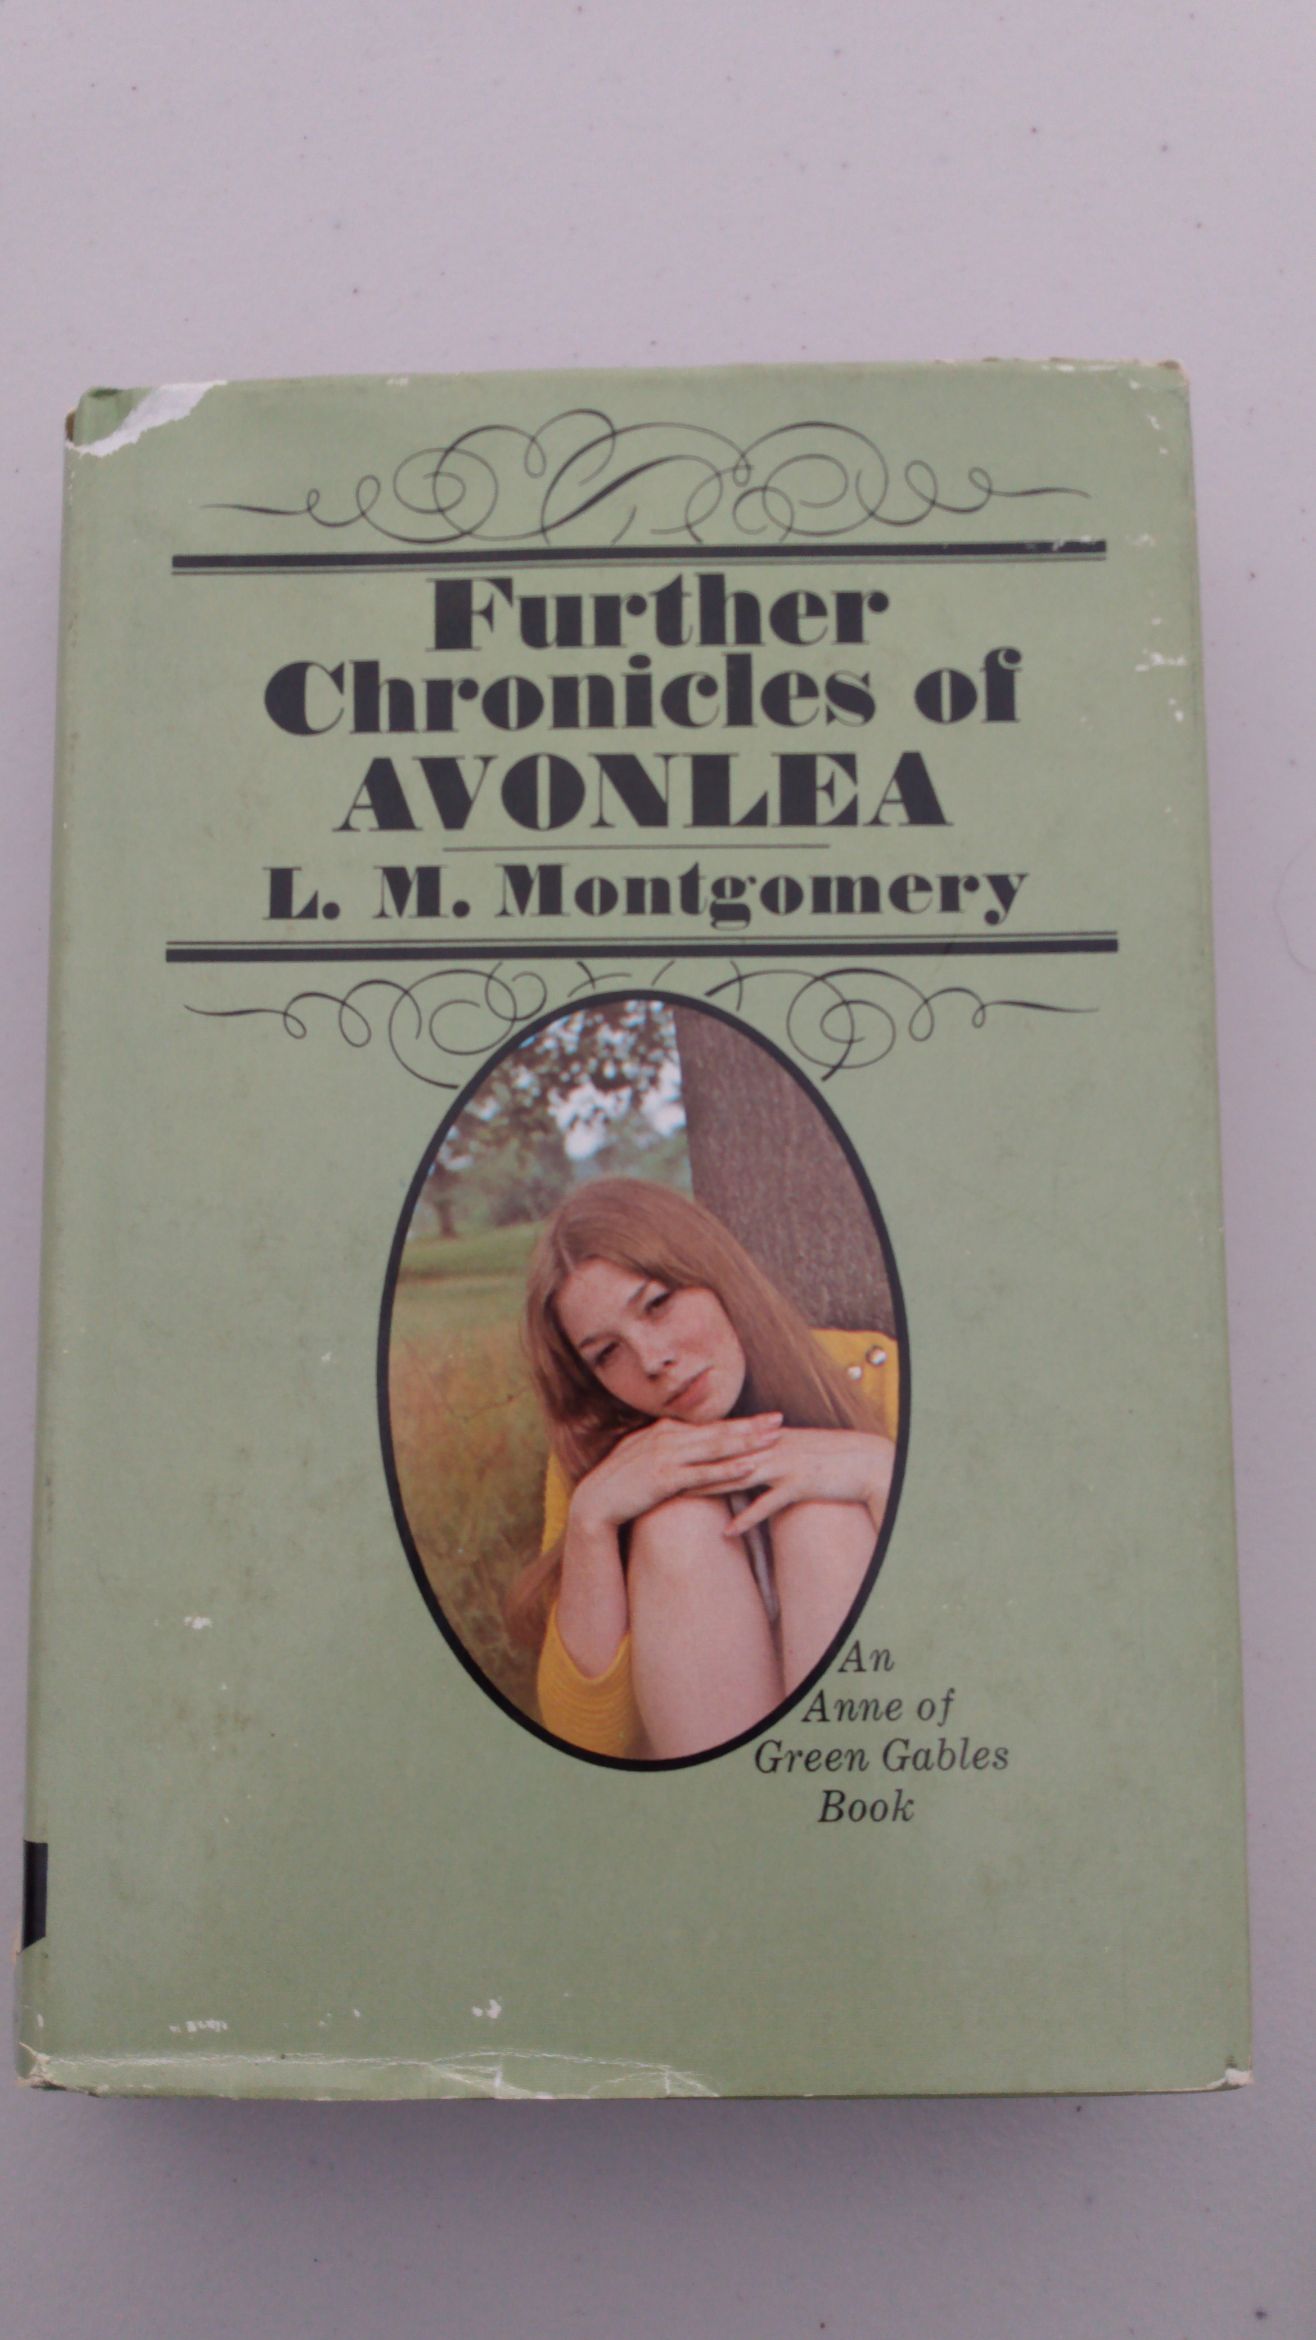 Further
Chronicles of
AVONLEA
L. M. Montgomery
An
Anne of
Green Gables
Book